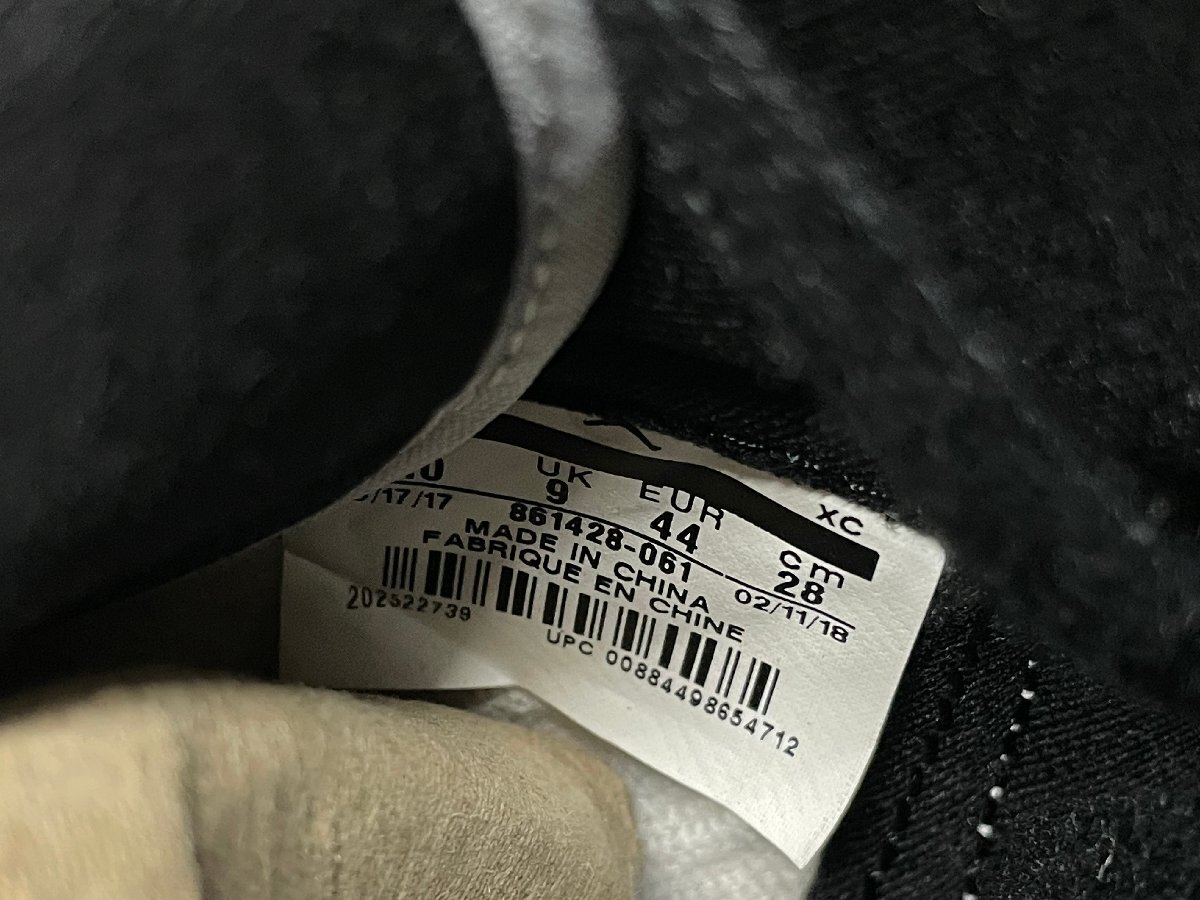 XC
UK EUR cm
10 9 44 28
/17/17 861428-061 02/11/18
MADE IN CHINA
FABRIQUE EN CHINE
202522739
UPC 00884498654712